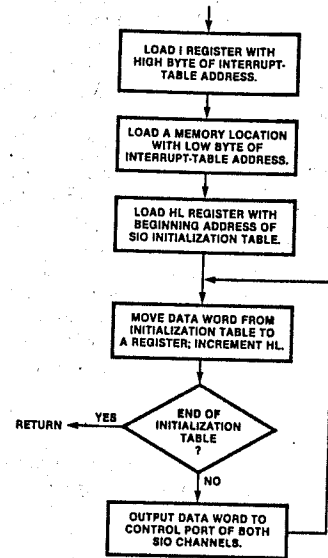 LOAD I REGISTER WITH
HIGH BYTE OF INTERRUPT-
TABLE ADDRESS.
LOAD A MEMORY LOCATION
WITH LOW BYTE OF
INTERRUPT-TABLE ADDRESS.
LOAD HL REGISTER WITH
BEGINNING ADDRESS OF
SIO INITIALIZATION TABLE.
MOVE DATA WORD FROM
INITIALIZATION TABLE TO
A REGISTER; INCREMENT HL.
END OF
INITIALIZATION
TABLE
?
YES
RETURN
NO
OUTPUT DATA WORD TO
CONTROL PORT OF BOTH
SIO CHANNELS.